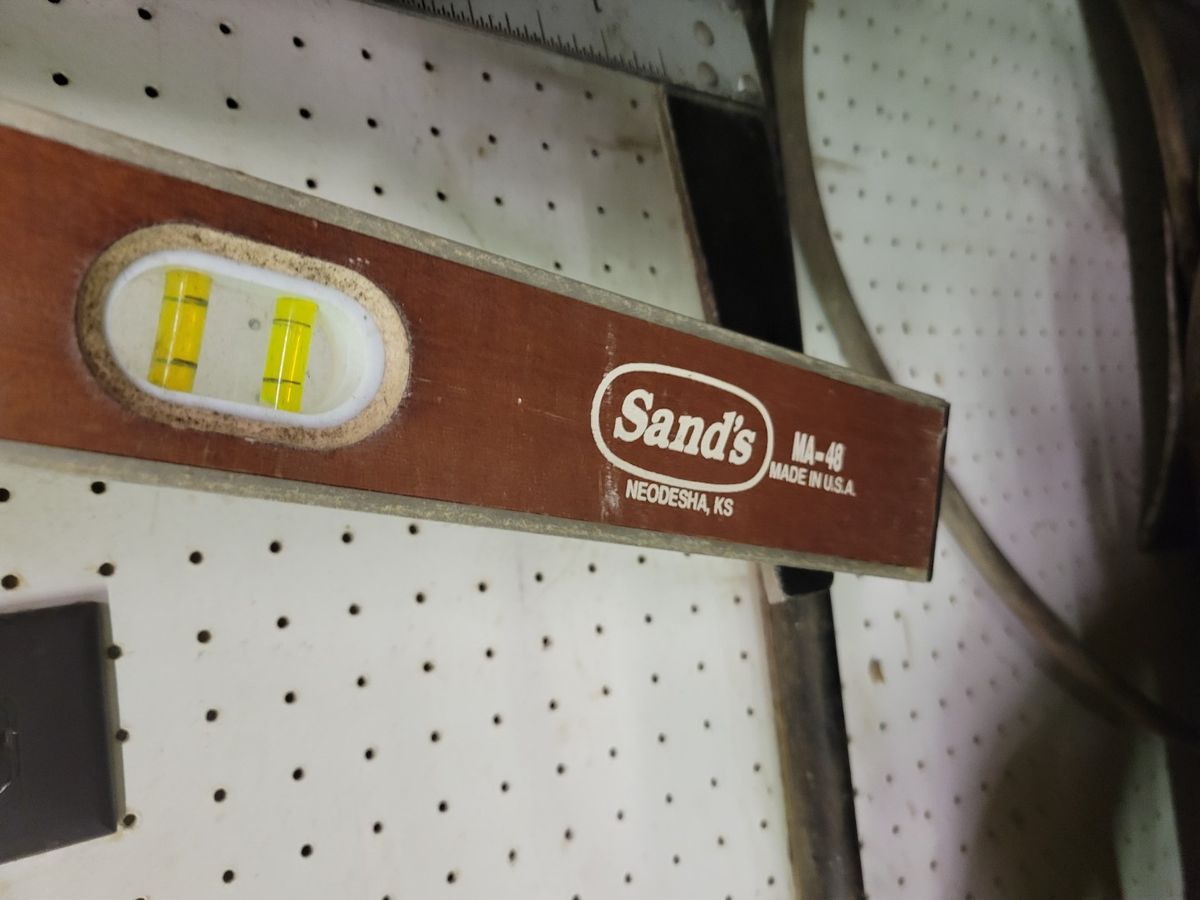 Sand's
MA-48
MADE IN U.S.A.
NEODESHA, KS